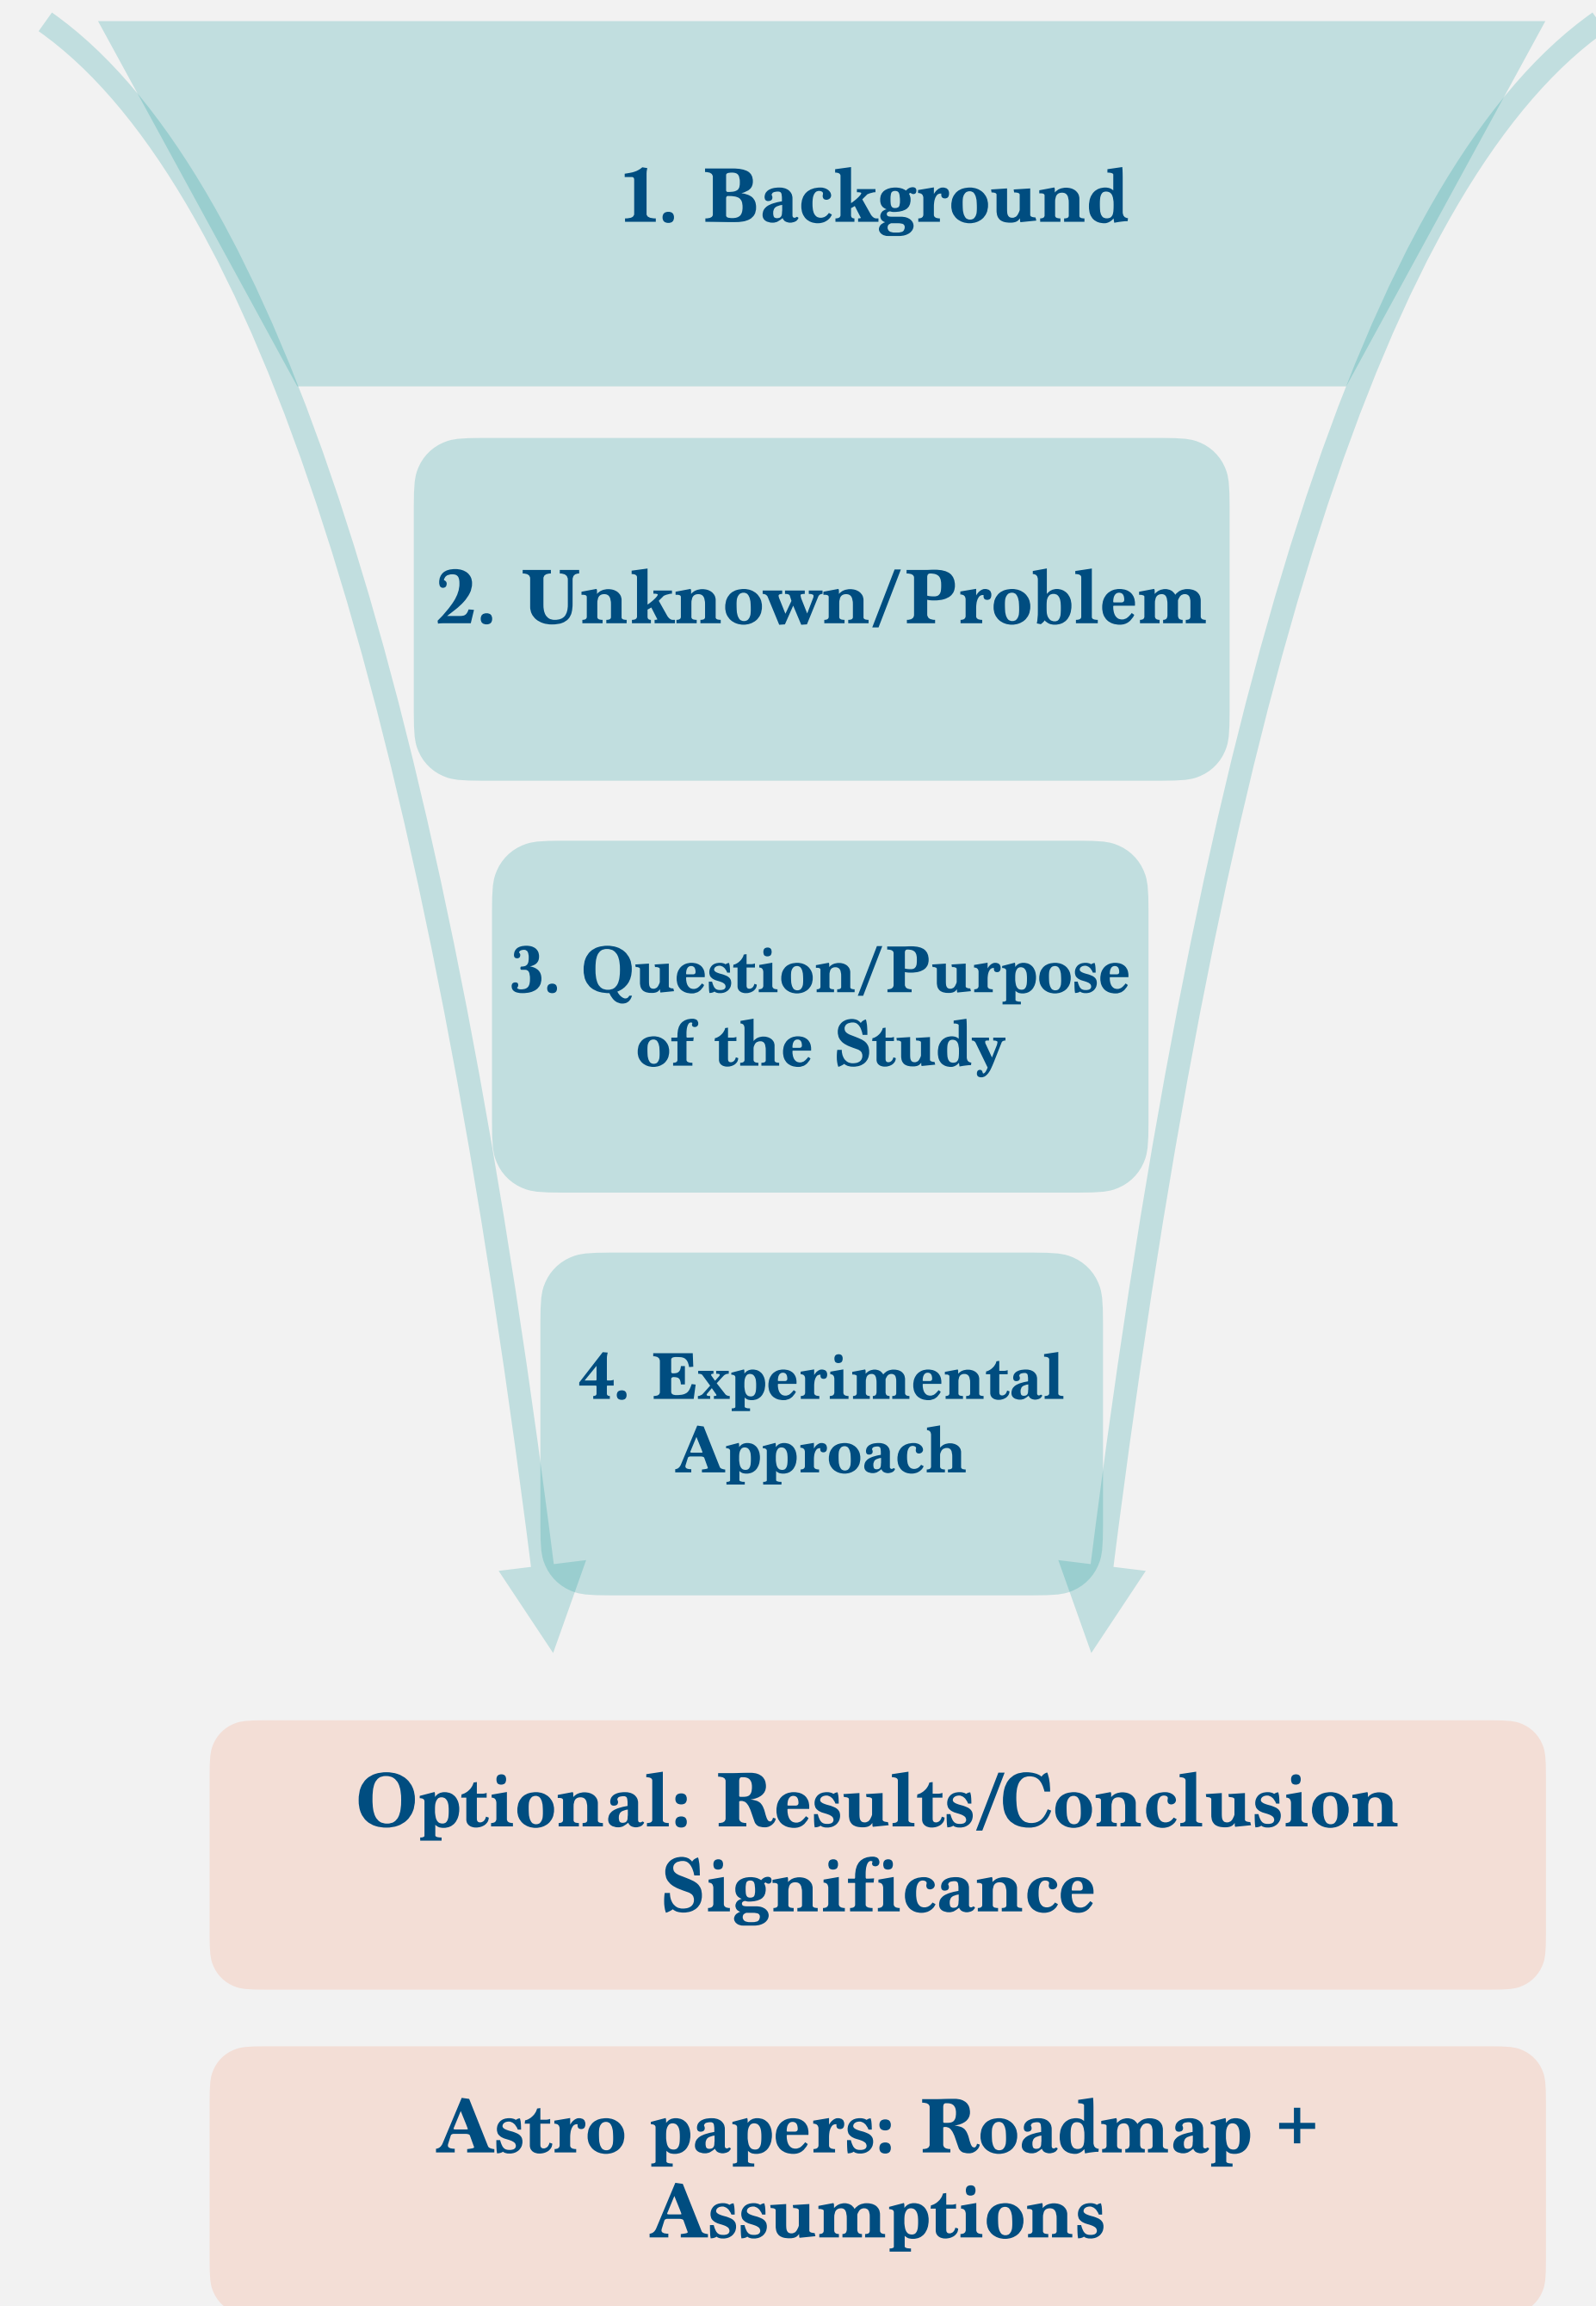 1. Background
2. Unknown/Problem
3. Question/Purpose
of the Study
4. Experimental
Approach
Optional: Results/Conclusion
Significance
Astro papers: Roadmap +
Assumptions